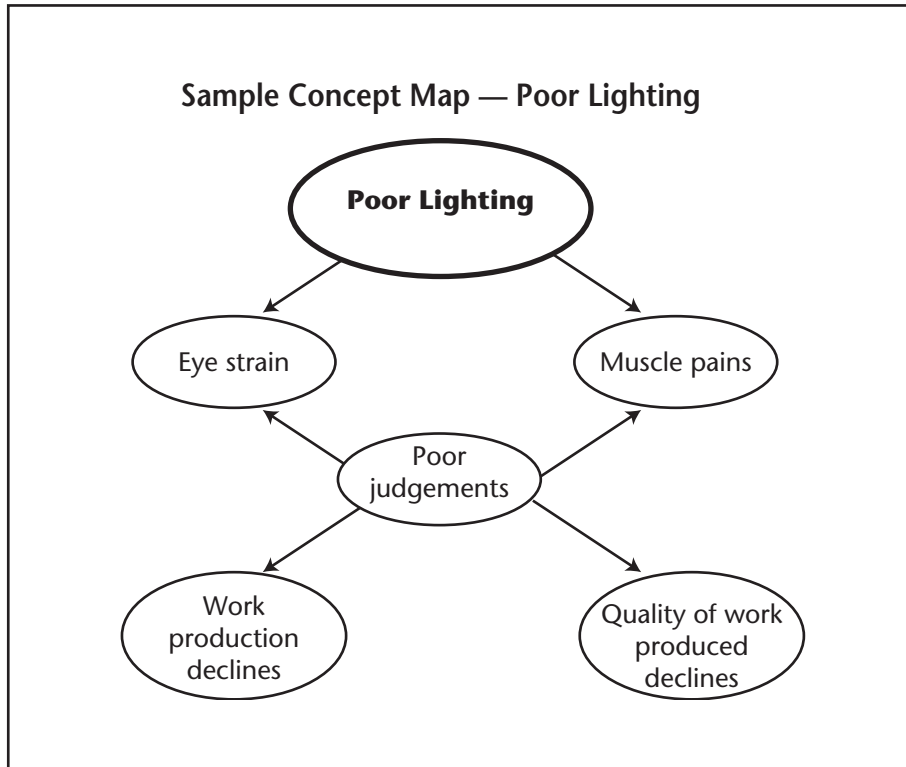 Sample Concept Map — Poor Lighting
Poor Lighting
Eye strain
Muscle pains
Poor
judgements
Work
production
declines
Quality of work
produced
declines